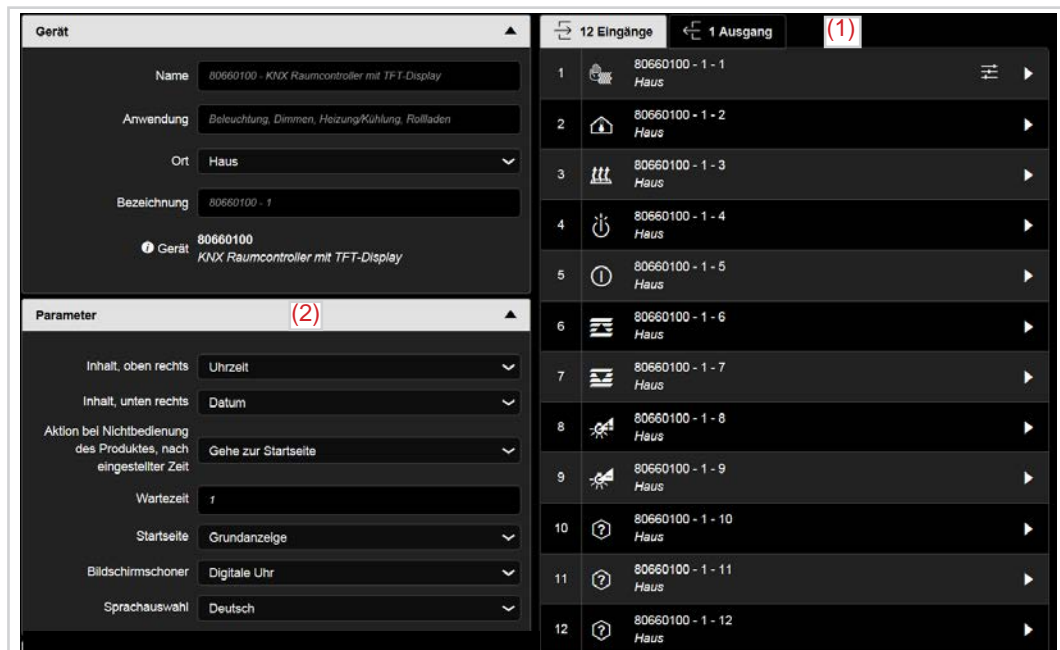 Gerät
Name 80660100 - KNX Raumcontroller mit TFT-Display
Anwendung Beleuchtung, Dimmen, Heizung/Kühlung, Rollladen
Ort Haus
Bezeichnung 80660100 - 1
Gerät 80660100
KNX Raumcontroller mit TFT-Display
Parameter (2)
Inhalt, oben rechts Uhrzeit
Inhalt, unten rechts Datum
Aktion bei Nichtbedienung
des Produktes, nach Gehe zur Startseite
eingestellter Zeit
Wartezeit 1
Startseite Grundanzeige
Bildschirmschoner Digitale Uhr
Sprachauswahl Deutsch
12 Eingänge 1 Ausgang (1)
1 80660100 - 1 - 1
Haus
2 80660100 - 1 - 2
Haus
3 80660100 - 1 - 3
Haus
4 80660100 - 1 - 4
Haus
5 80660100 - 1 - 5
Haus
6 80660100 - 1 - 6
Haus
7 80660100 - 1 - 7
Haus
8 80660100 - 1 - 8
Haus
9 80660100 - 1 - 9
Haus
10 80660100 - 1 - 10
Haus
11 80660100 - 1 - 11
Haus
12 80660100 - 1 - 12
Haus